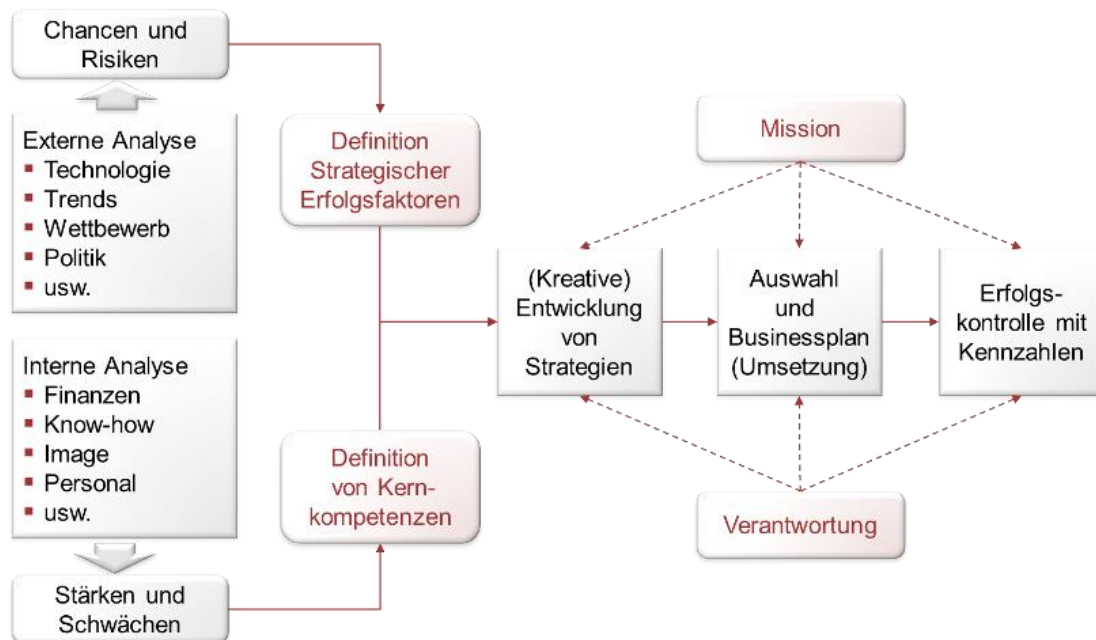 Chancen und
Risiken
Externe Analyse
Technologie
Trends
Wettbewerb
Politik
usw.
Interne Analyse
Finanzen
Know-how
Image
Personal
usw.
Stärken und
Schwächen
Definition
Strategischer
Erfolgsfaktoren
Definition
von Kern-
kompetenzen
Mission
(Kreative)
Entwicklung
von
Strategien
Auswahl
und
Businessplan
(Umsetzung)
Erfolgs-
kontrolle mit
Kennzahlen
Verantwortung